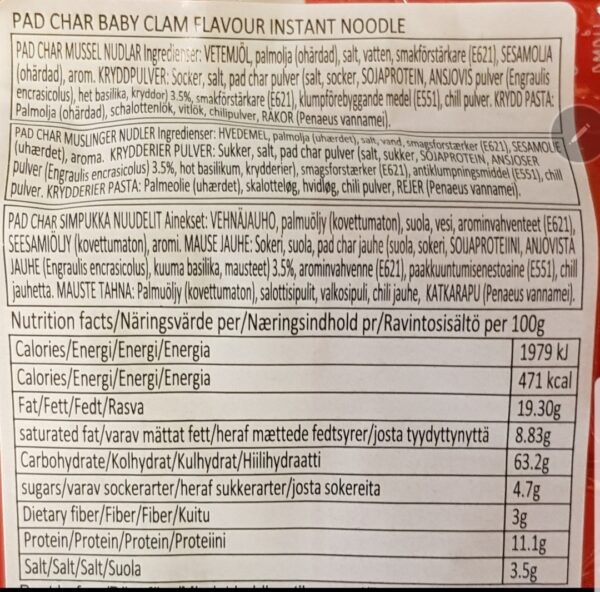 PAD CHAR BABY CLAM FLAVOUR INSTANT NOODLE
PAD CHAR MUSSEL NUDLAR Ingredienser: VETEMJÖL, palmolja (ohärdad), salt, vatten, smakförstärkare (E621), SESAMOLJA
(ohärdad), arom. KRYDDPULVER: Socker, salt, pad char pulver (salt, socker, SOJAPROTEIN, ANSJOVIS pulver (Engraulis
encrasicolus), het basilika, kryddor) 3.5%, smakförstärkare (E621), klumpförebyggande medel (E551), chili pulver. KRYDD PASTA:
Palmolja (ohärdad), schalottenlök, vitlök, chilipulver, RÄKOR (Penaeus vannamei).
PAD CHAR MUSLINGER NUDLER Ingredienser: HVEDEMEL, palmolja (uhærdet), salt, vand, smagsforstærker (E621), SESAMOLIE
(uhærdet), aroma. KRYDDERIER PULVER: Sukker, salt, pad char pulver (salt, sukker, SOJAPROTEIN, ANSJOSER
pulver (Engraulis encrasicolus) 3.5%, hot basilikum, krydderier), smagsforstærker (E621), antiklumpningsmiddel (E551), chili
pulver. KRYDDERIER PASTA: Palmeolie (uhærdet), skalotteløg, hvidløg, chili pulver, REJER (Penaeus vannamei).
PAD CHAR SIMPUKKA NUUDELIT Ainekset: VEHNÄJAUHO, palmuöljy (kovettumaton), suola, vesi, arominvahventeet (E621),
SEESAMIÖLJY (kovettumaton), aromi. MAUSE JAUHE: Sokeri, suola, pad char jauhe (suola, sokeri, SOIJAPROTEIINI, ANJOVISTA
JAUHE (Engraulis encrasicolus), kuuma basilika, mausteet) 3.5%, arominvahvenne (E621), paakkuuntumisenestoaine (E551), chili
jauhetta. MAUSTE TAHNA: Palmuöljy (kovettumaton), salottisipulit, valkosipuli, chili jauhe, KATKARAPU (Penaeus vannamei).
Nutrition facts/Näringsvärde per/Næringsindhold pr/Ravintosisältö per 100g
Calories/Energi/Energi/Energia 1979 kJ
Calories/Energi/Energi/Energia 471 kcal
Fat/Fett/Fedt/Rasva 19.30g
saturated fat/varav mättat fett/heraf mættede fedtsyrer/josta tyydyttynyttä 8.83g
Carbohydrate/Kolhydrat/Kulhydrat/Hiilihydraatti 63.2g
sugars/varav sockerarter/heraf sukkerarter/josta sokereita 4.7g
Dietary fiber/Fiber/Fiber/Kuitu 3g
Protein/Protein/Protein/Proteiini 11.1g
Salt/Salt/Salt/Suola 3.5g